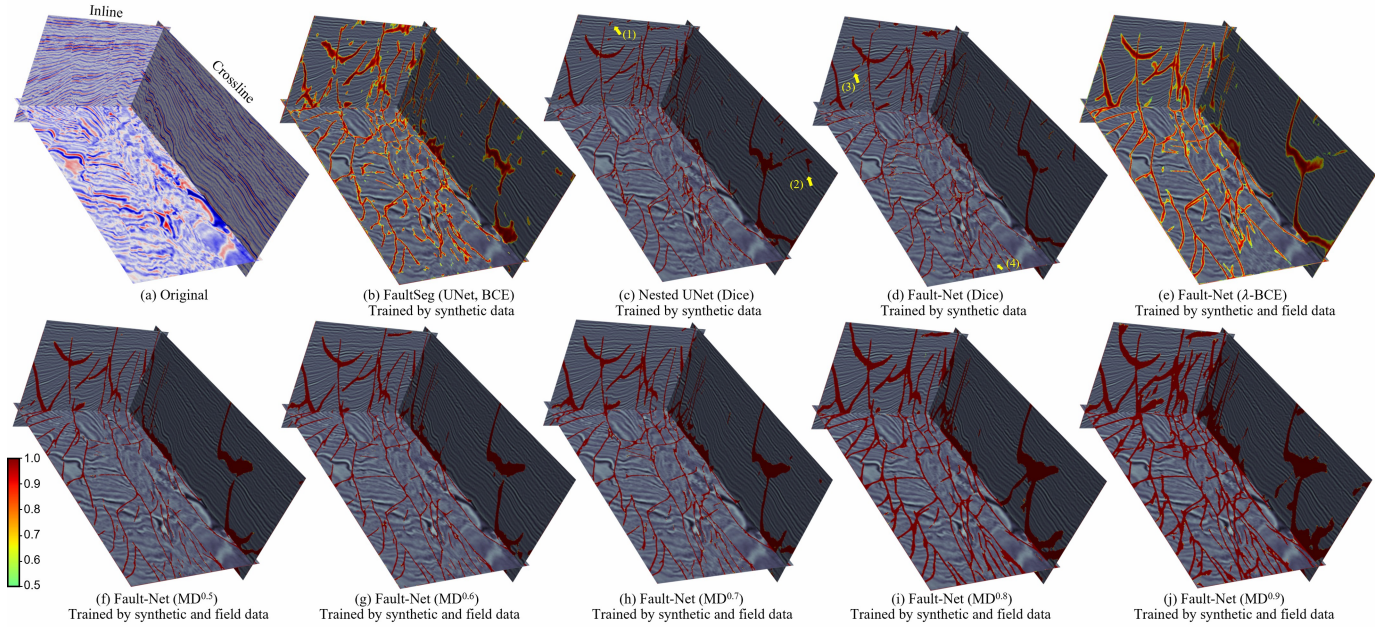 Inline
Crossline
(1)
(2)
(3)
(4)
(a) Original
(b) FaultSeg (UNet, BCE)
Trained by synthetic data
(c) Nested UNet (Dice)
Trained by synthetic data
(d) Fault-Net (Dice)
Trained by synthetic data
(e) Fault-Net (λ-BCE)
Trained by synthetic and field data
1.0
0.9
0.8
0.7
0.6
0.5
(f) Fault-Net (MD⁰·⁵)
Trained by synthetic and field data
(g) Fault-Net (MD⁰·⁶)
Trained by synthetic and field data
(h) Fault-Net (MD⁰·⁷)
Trained by synthetic and field data
(i) Fault-Net (MD⁰·⁸)
Trained by synthetic and field data
(j) Fault-Net (MD⁰·⁹)
Trained by synthetic and field data